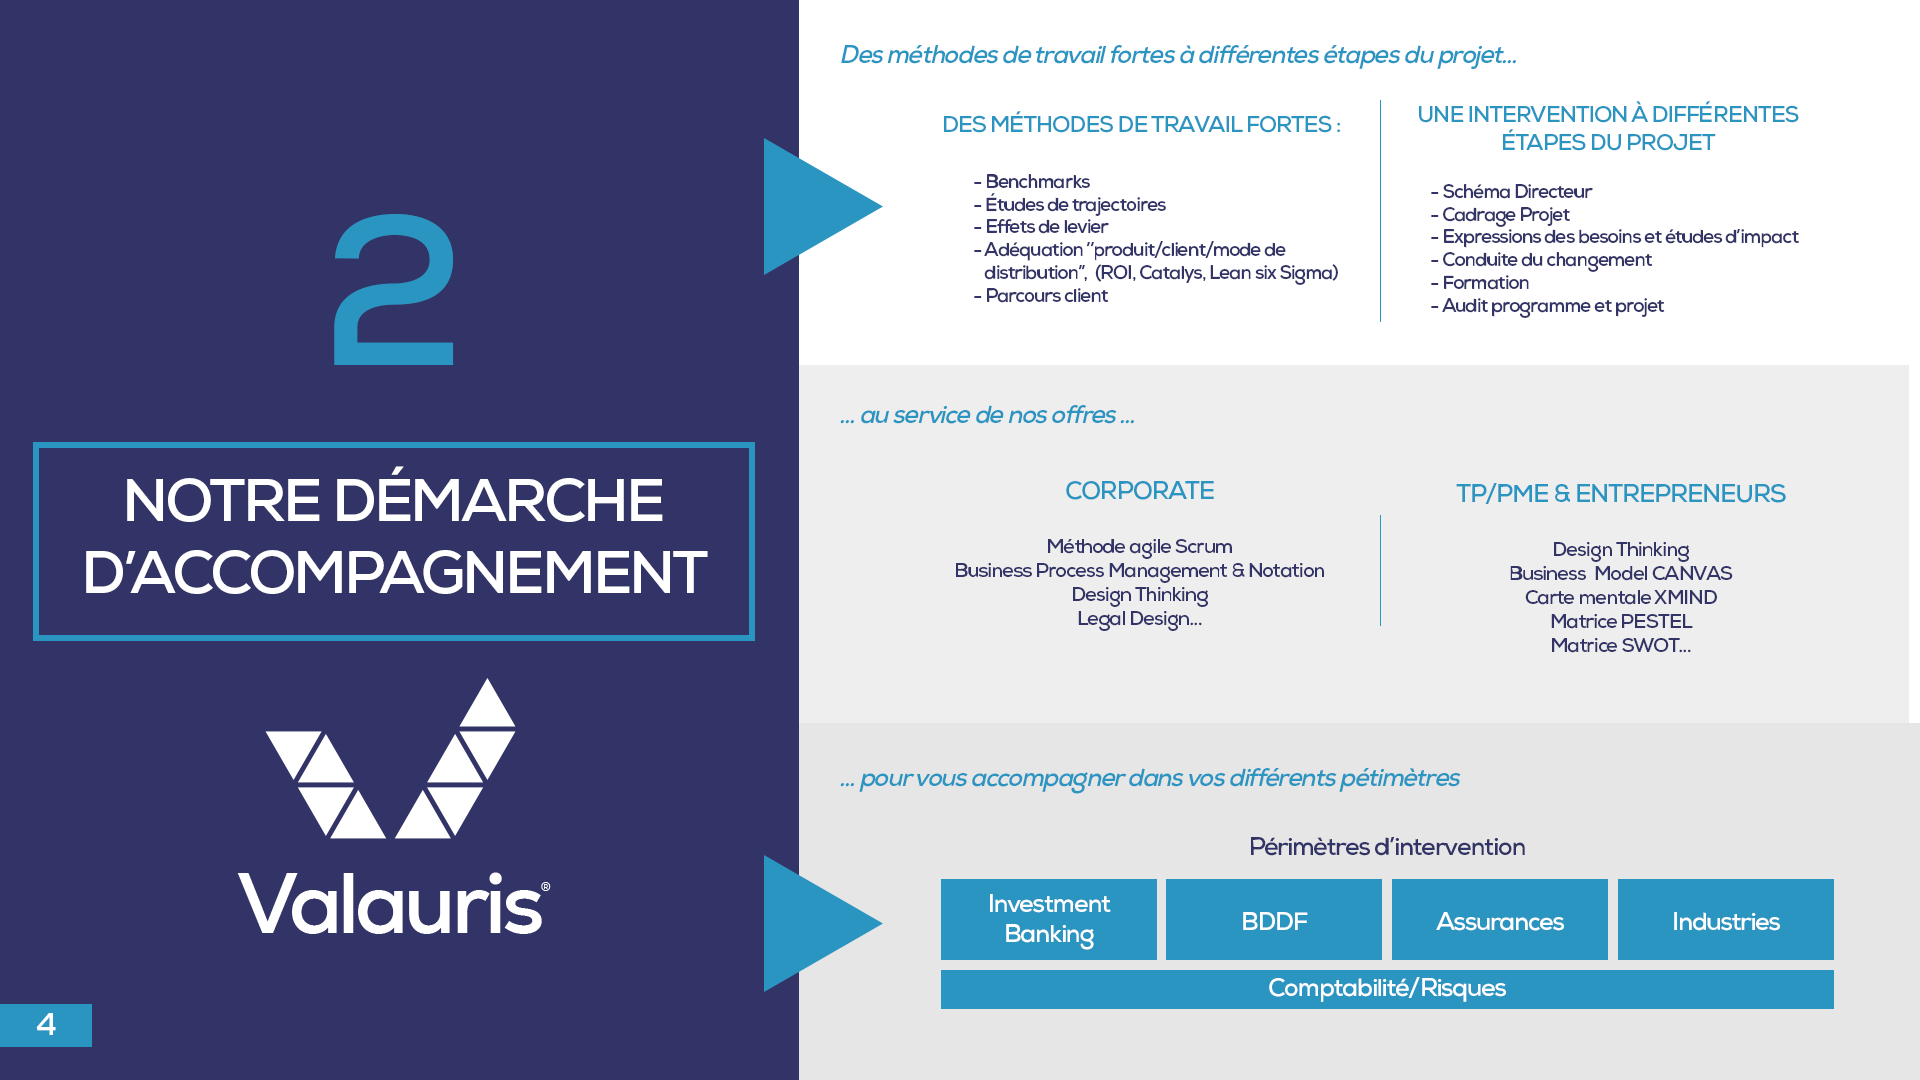 2
NOTRE DÉMARCHE
D'ACCOMPAGNEMENT
Valauris®
4
Des méthodes de travail fortes à différentes étapes du projet...
DES MÉTHODES DE TRAVAIL FORTES :
- Benchmarks
- Études de trajectoires
- Effets de levier
- Adéquation "produit/client/mode de
distribution", (ROI, Catalys, Lean six Sigma)
- Parcours client
UNE INTERVENTION À DIFFÉRENTES
ÉTAPES DU PROJET
- Schéma Directeur
- Cadrage Projet
- Expressions des besoins et études d'impact
- Conduite du changement
- Formation
- Audit programme et projet
... au service de nos offres ...
CORPORATE
Méthode agile Scrum
Business Process Management & Notation
Design Thinking
Legal Design...
TP/PME & ENTREPRENEURS
Design Thinking
Business Model CANVAS
Carte mentale XMIND
Matrice PESTEL
Matrice SWOT...
... pour vous accompagner dans vos différents pétimètres
Périmètres d'intervention
Investment
Banking
BDDF
Assurances
Industries
Comptabilité/Risques